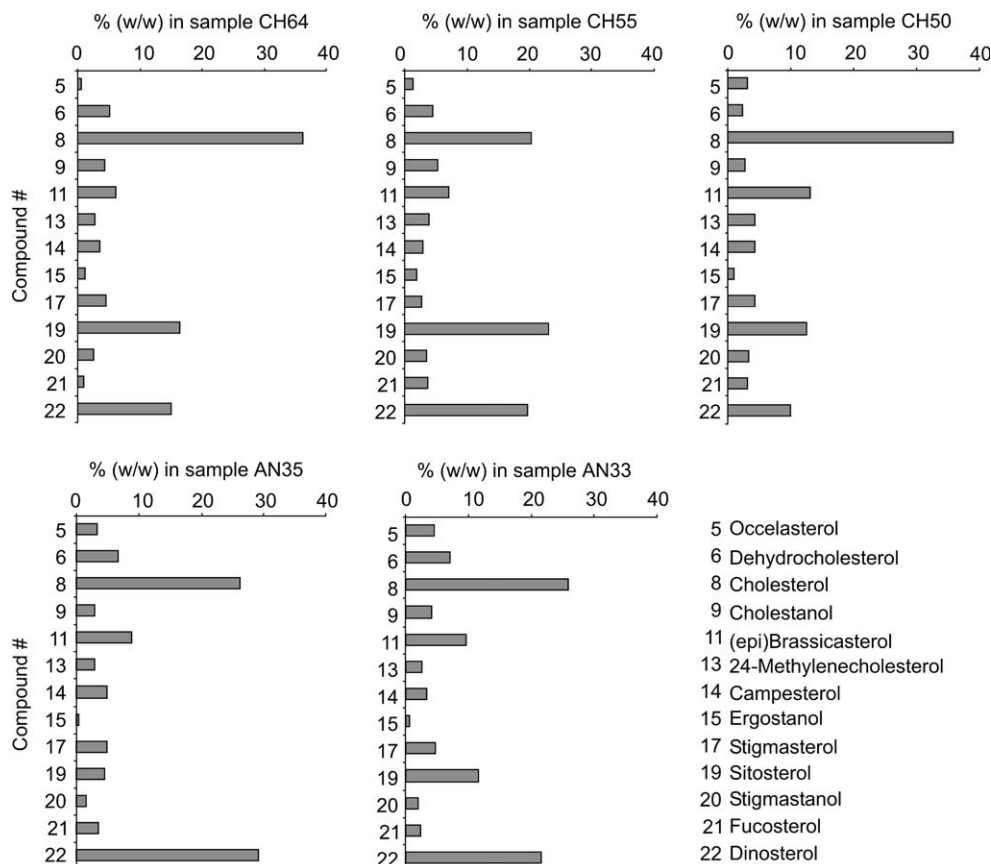 % (w/w) in sample CH64
0 10 20 30 40
Compound #
5
6
8
9
11
13
14
15
17
19
20
21
22
% (w/w) in sample CH55
0 10 20 30 40
5
6
8
9
11
13
14
15
17
19
20
21
22
% (w/w) in sample CH50
0 10 20 30 40
5
6
8
9
11
13
14
15
17
19
20
21
22
% (w/w) in sample AN35
0 10 20 30 40
Compound #
5
6
8
9
11
13
14
15
17
19
20
21
22
% (w/w) in sample AN33
0 10 20 30 40
5
6
8
9
11
13
14
15
17
19
20
21
22
5 Occelasterol
6 Dehydrocholesterol
8 Cholesterol
9 Cholestanol
11 (epi)Brassicasterol
13 24-Methylenecholesterol
14 Campesterol
15 Ergostanol
17 Stigmasterol
19 Sitosterol
20 Stigmastanol
21 Fucosterol
22 Dinosterol